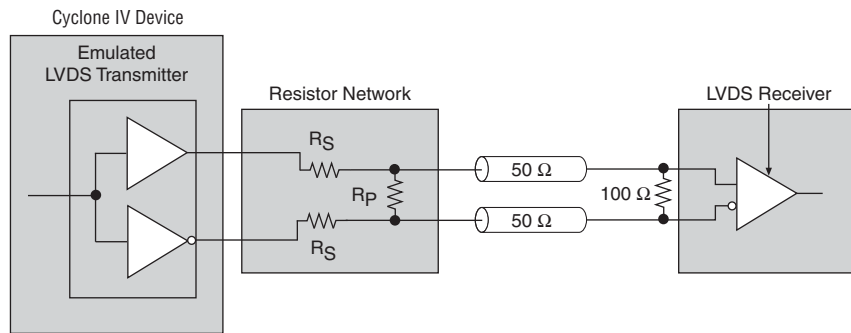 Cyclone IV Device
Emulated
LVDS Transmitter
Resistor Network
LVDS Receiver
RS
50 Ω
RP
100 Ω
50 Ω
RS